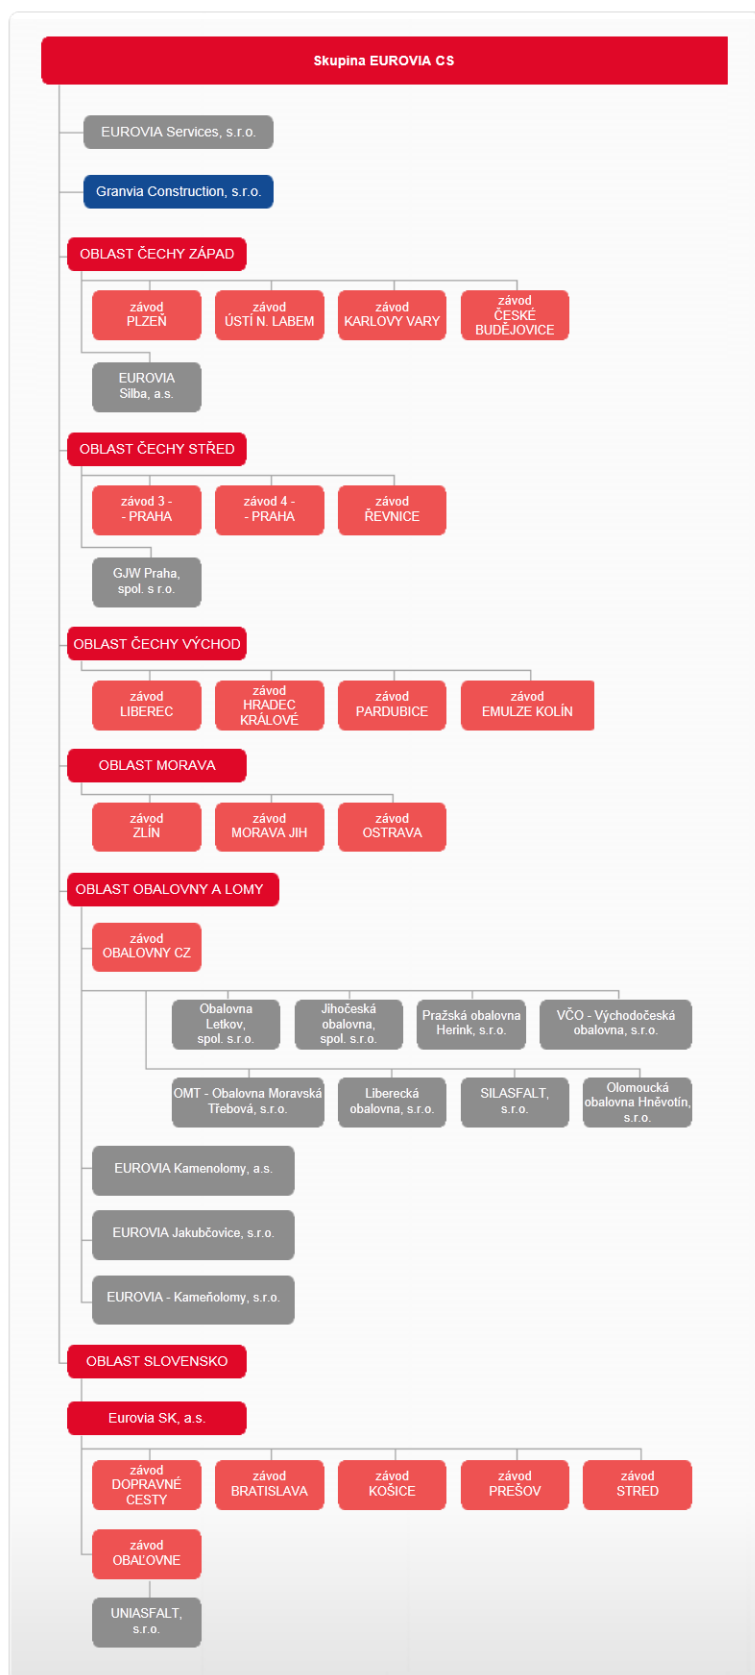 Skupina EUROVIA CS
EUROVIA Services, s.r.o.
Granvia Construction, s.r.o.
OBLAST ČECHY ZÁPAD
závod
PLZEŇ
závod
ÚSTÍ N. LABEM
závod
KARLOVY VARY
závod
ČESKÉ
BUDĚJOVICE
EUROVIA
Silba, a.s.
OBLAST ČECHY STŘED
závod 3 -
- PRAHA
závod 4 -
- PRAHA
závod
ŘEVNICE
GJW Praha,
spol. s r.o.
OBLAST ČECHY VÝCHOD
závod
LIBEREC
závod
HRADEC
KRÁLOVÉ
závod
PARDUBICE
závod
EMULZE KOLÍN
OBLAST MORAVA
závod
ZLÍN
závod
MORAVA JIH
závod
OSTRAVA
OBLAST OBALOVNY A LOMY
závod
OBALOVNY CZ
Obalovna
Letkov,
spol. s.r.o.
Jihočeská
obalovna,
spol. s.r.o.
Pražská obalovna
Herink, s.r.o.
VČO - Východočeská
obalovna, s.r.o.
OMT - Obalovna Moravská
Třebová, s.r.o.
Liberecká
obalovna, s.r.o.
SILASFALT,
s.r.o.
Olomoucká
obalovna Hněvotín,
s.r.o.
EUROVIA Kamenolomy, a.s.
EUROVIA Jakubčovice, s.r.o.
EUROVIA - Kameňolomy, s.r.o.
OBLAST SLOVENSKO
Eurovia SK, a.s.
závod
DOPRAVNÉ
CESTY
závod
BRATISLAVA
závod
KOŠICE
závod
PREŠOV
závod
STRED
závod
OBAĽOVNE
UNIASFALT,
s.r.o.